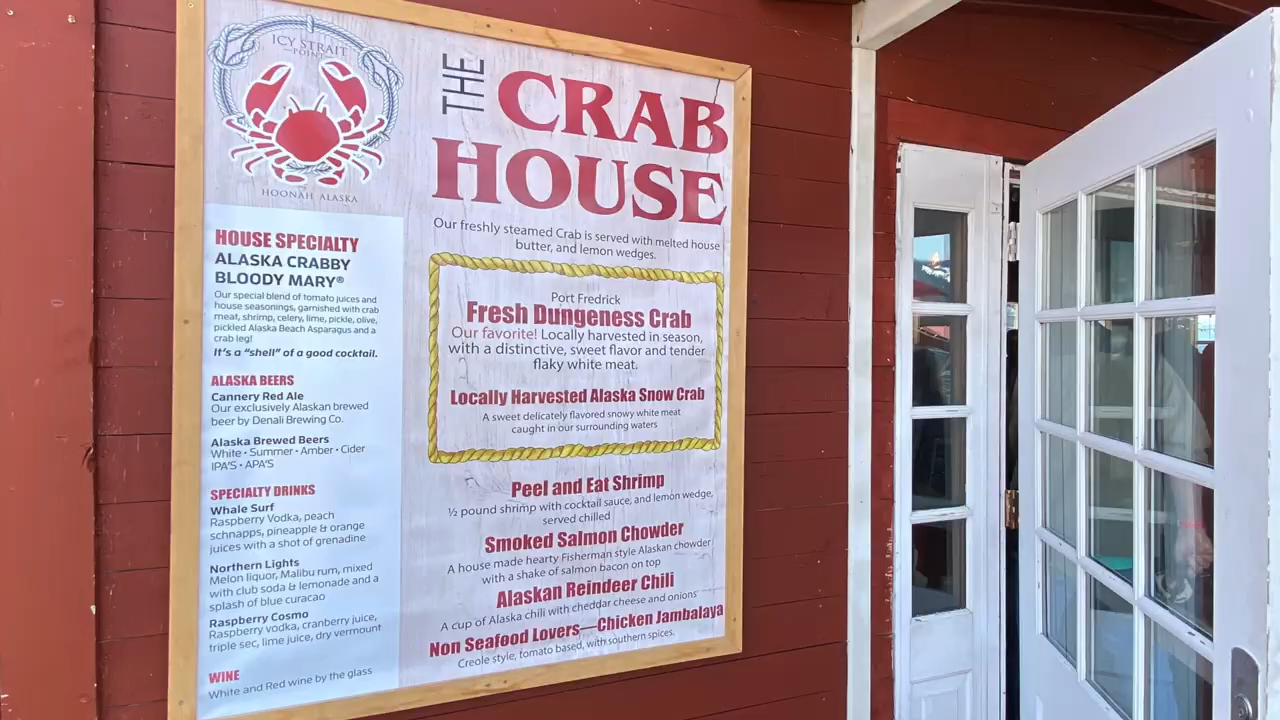 ICY STRAIT
POINT
HOONAH ALASKA
HOUSE SPECIALTY
ALASKA CRABBY
BLOODY MARY®
Our special blend of tomato juices and
house seasonings, garnished with crab
meat, shrimp, celery, lime, pickle, olive,
pickled Alaska Beach Asparagus and a
crab leg!
It's a "shell" of a good cocktail.
ALASKA BEERS
Cannery Red Ale
Our exclusively Alaskan brewed
beer by Denali Brewing Co.
Alaska Brewed Beers
White • Summer • Amber • Cider
IPA'S • APA'S
SPECIALTY DRINKS
Whale Surf
Raspberry Vodka, peach
schnapps, pineapple & orange
juices with a shot of grenadine
Northern Lights
Melon liquor, Malibu rum, mixed
with club soda & lemonade and a
splash of blue curacao
Raspberry Cosmo
Raspberry vodka, cranberry juice,
triple sec, lime juice, dry vermount
WINE
White and Red wine by the glass
THE
CRAB
HOUSE
Our freshly steamed Crab is served with melted house
butter, and lemon wedges.
Port Fredrick
Fresh Dungeness Crab
Our favorite! Locally harvested in season,
with a distinctive, sweet flavor and tender
flaky white meat.
Locally Harvested Alaska Snow Crab
A sweet delicately flavored snowy white meat
caught in our surrounding waters
Peel and Eat Shrimp
½ pound shrimp with cocktail sauce, and lemon wedge,
served chilled
Smoked Salmon Chowder
A house made hearty Fisherman style Alaskan chowder
with a shake of salmon bacon on top
Alaskan Reindeer Chili
A cup of Alaska chili with cheddar cheese and onions
Non Seafood Lovers—Chicken Jambalaya
Creole style, tomato based, with southern spices.